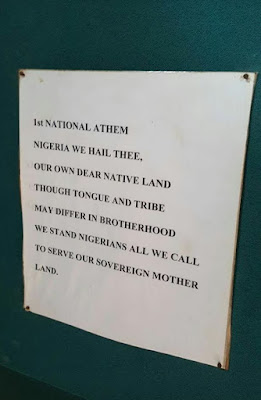 1st NATIONAL ATHEM
NIGERIA WE HAIL THEE,
OUR OWN DEAR NATIVE LAND
THOUGH TONGUE AND TRIBE
MAY DIFFER IN BROTHERHOOD
WE STAND NIGERIANS ALL WE CALL
TO SERVE OUR SOVEREIGN MOTHER
LAND.